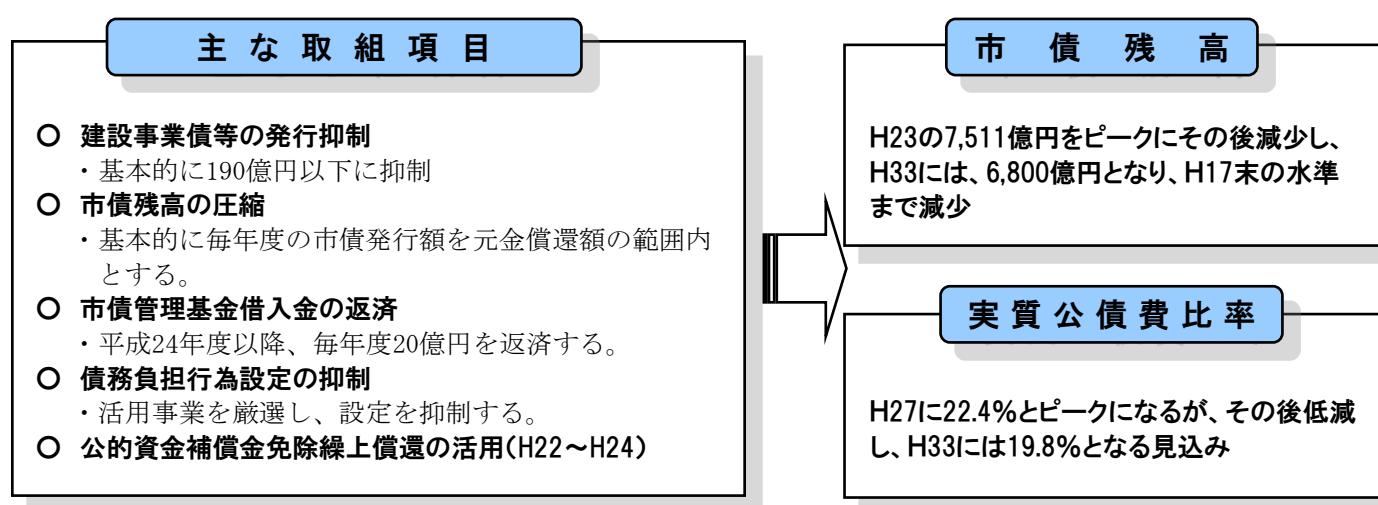 主な取組項目
○ 建設事業債等の発行抑制
・基本的に190億円以下に抑制
○ 市債残高の圧縮
・基本的に毎年度の市債発行額を元金償還額の範囲内
とする。
○ 市債管理基金借入金の返済
・平成24年度以降、毎年度20億円を返済する。
○ 債務負担行為設定の抑制
・活用事業を厳選し、設定を抑制する。
○ 公的資金補償金免除繰上償還の活用(H22～H24)
市債残高
H23の7,511億円をピークにその後減少し、
H33には、6,800億円となり、H17末の水準
まで減少
実質公債費比率
H27に22.4%とピークになるが、その後低減
し、H33には19.8%となる見込み